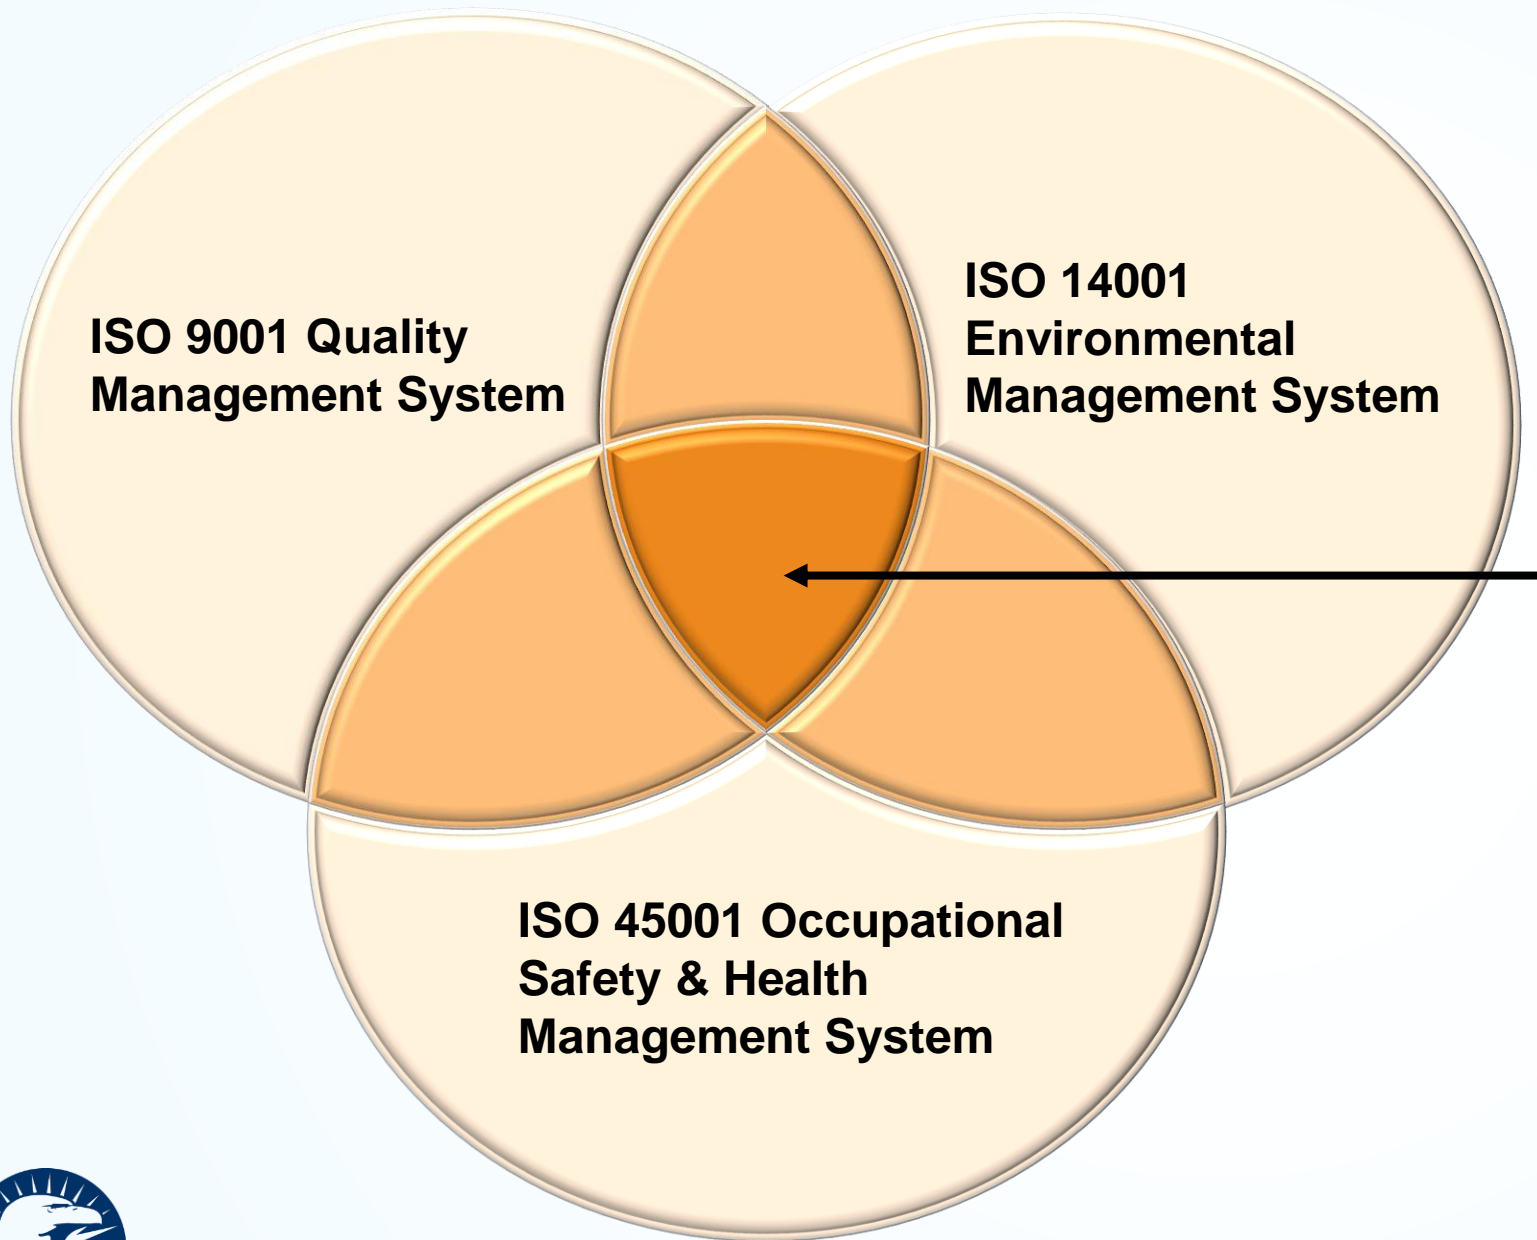 ISO 9001 Quality
Management System
ISO 14001
Environmental
Management System
ISO 45001 Occupational
Safety & Health
Management System